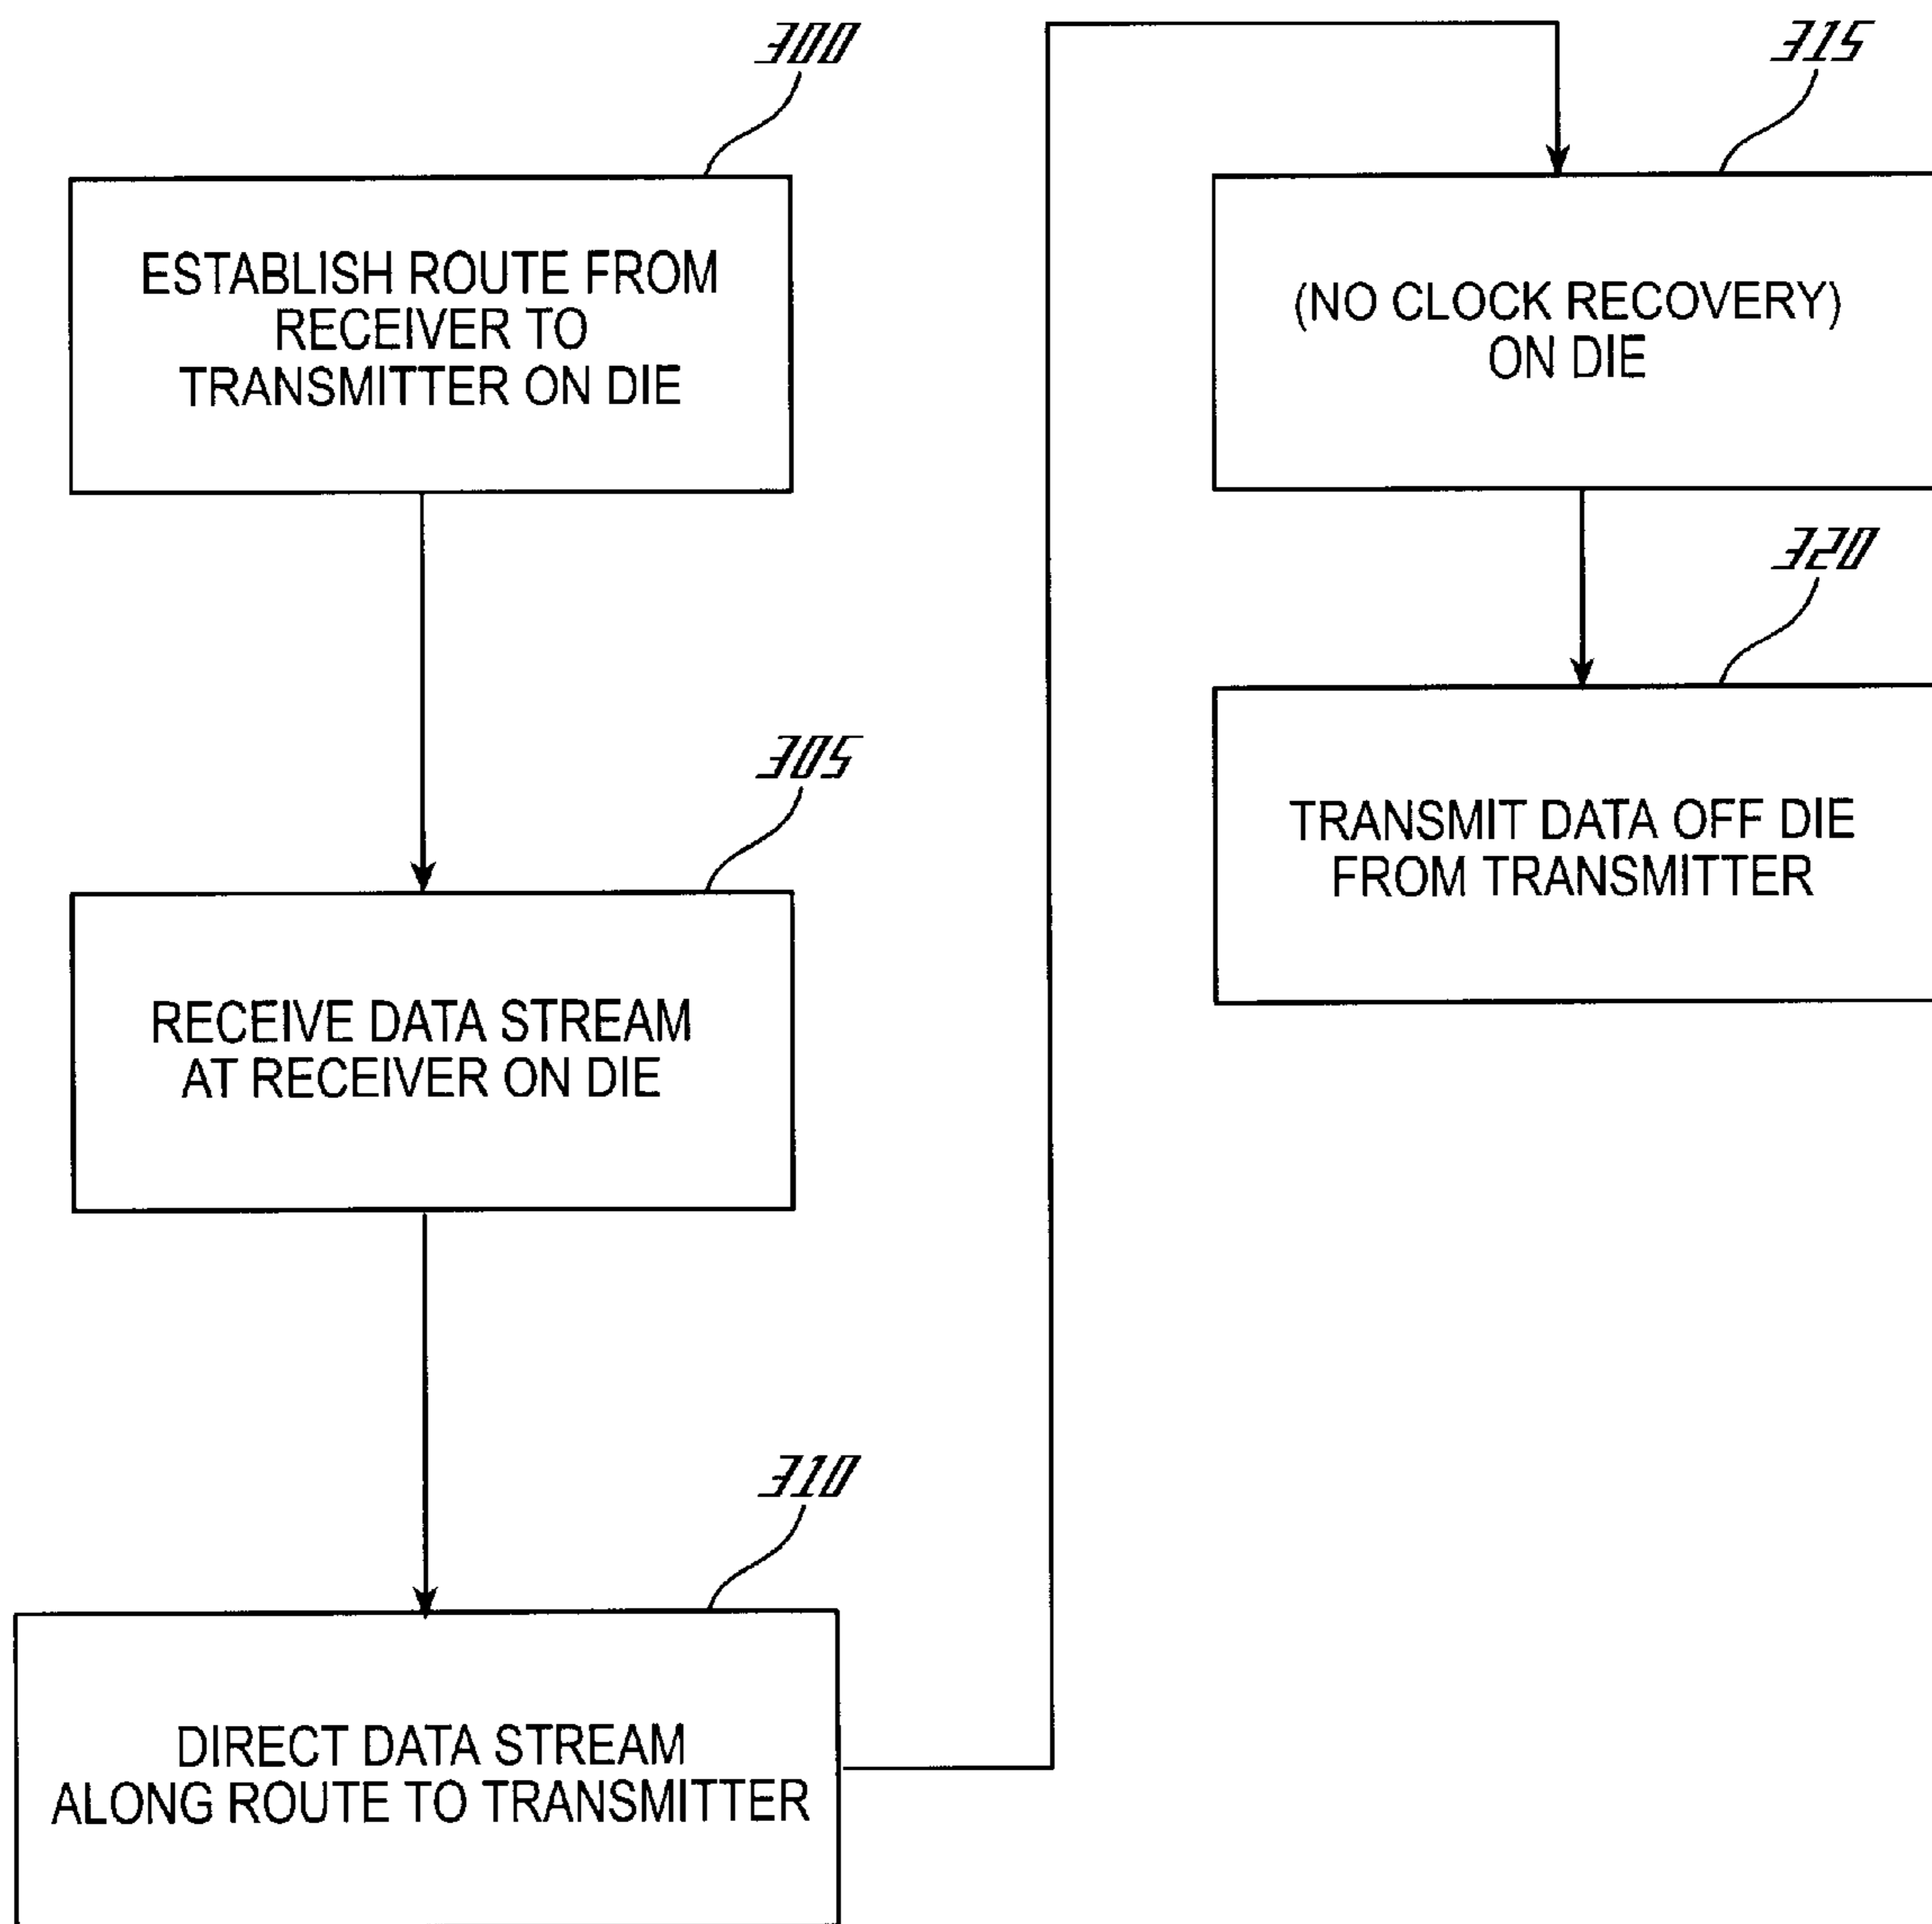 300
ESTABLISH ROUTE FROM
RECEIVER TO
TRANSMITTER ON DIE
305
RECEIVE DATA STREAM
AT RECEIVER ON DIE
310
DIRECT DATA STREAM
ALONG ROUTE TO TRANSMITTER
315
(NO CLOCK RECOVERY)
ON DIE
320
TRANSMIT DATA OFF DIE
FROM TRANSMITTER